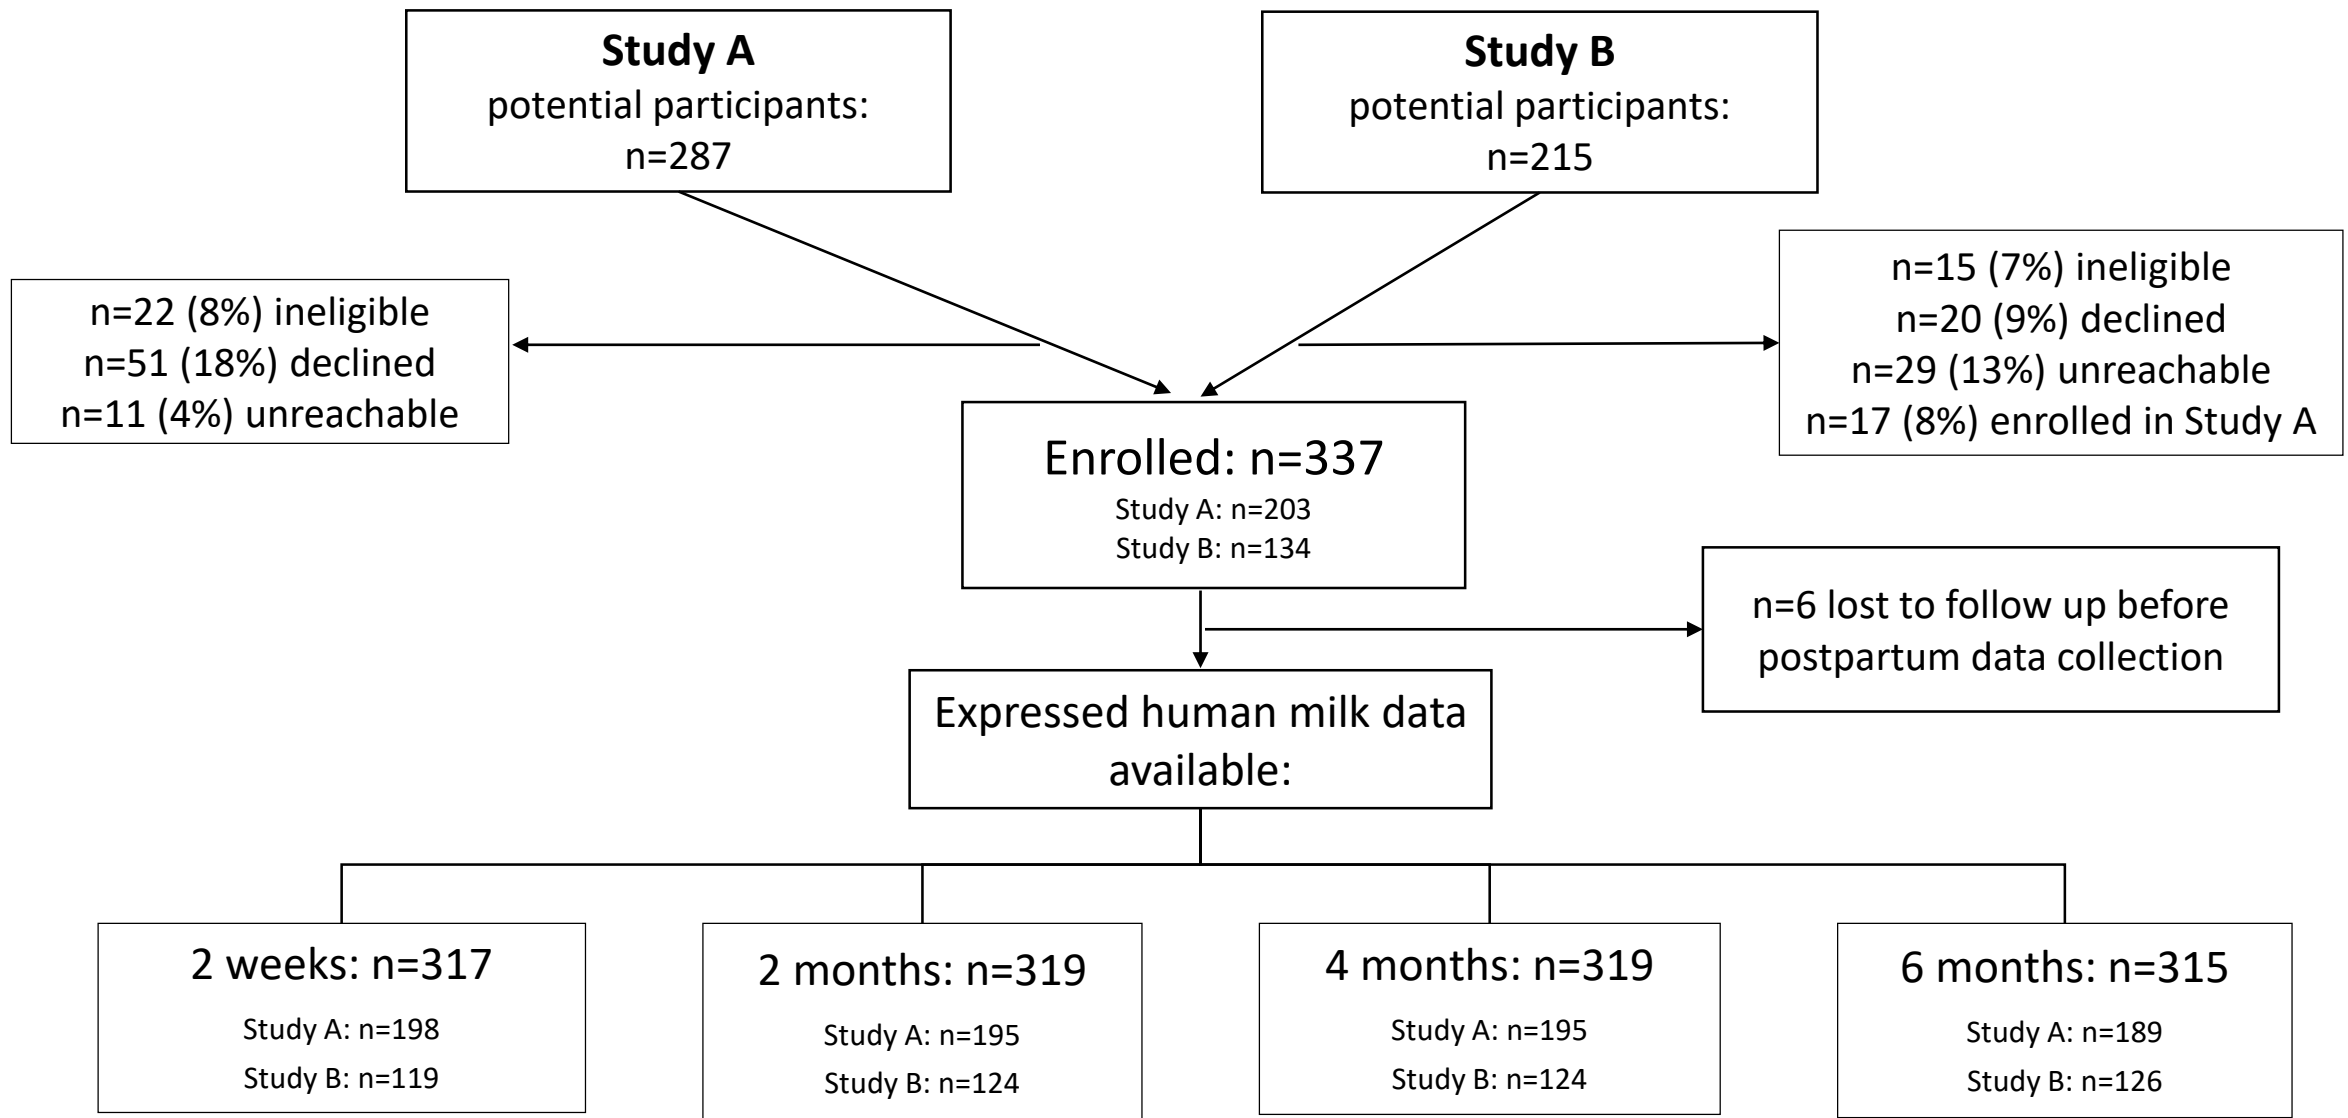 Study A
potential participants:
n=287
Study B
potential participants:
n=215
n=22 (8%) ineligible
n=51 (18%) declined
n=11 (4%) unreachable
n=15 (7%) ineligible
n=20 (9%) declined
n=29 (13%) unreachable
n=17 (8%) enrolled in Study A
Enrolled: n=337
Study A: n=203
Study B: n=134
n=6 lost to follow up before
postpartum data collection
Expressed human milk data
available:
2 weeks: n=317
Study A: n=198
Study B: n=119
2 months: n=319
Study A: n=195
Study B: n=124
4 months: n=319
Study A: n=195
Study B: n=124
6 months: n=315
Study A: n=189
Study B: n=126